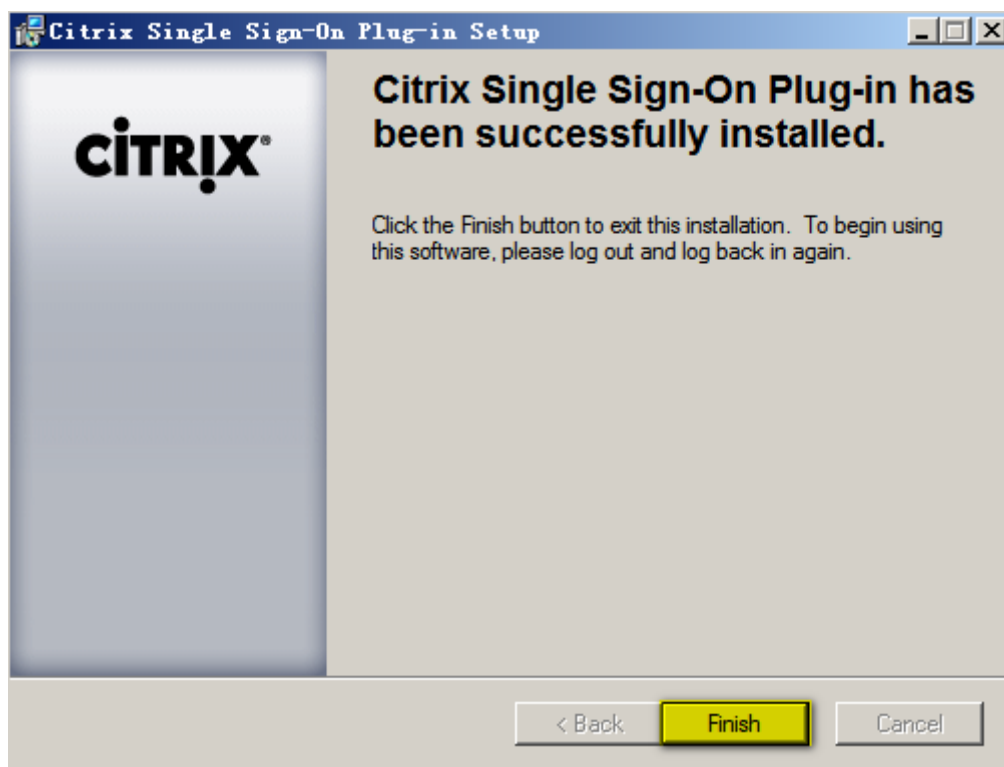 Citrix Single Sign-On Plug-in Setup
CITRIX®
Citrix Single Sign-On Plug-in has
been successfully installed.
Click the Finish button to exit this installation. To begin using
this software, please log out and log back in again.
< Back
Finish
Cancel